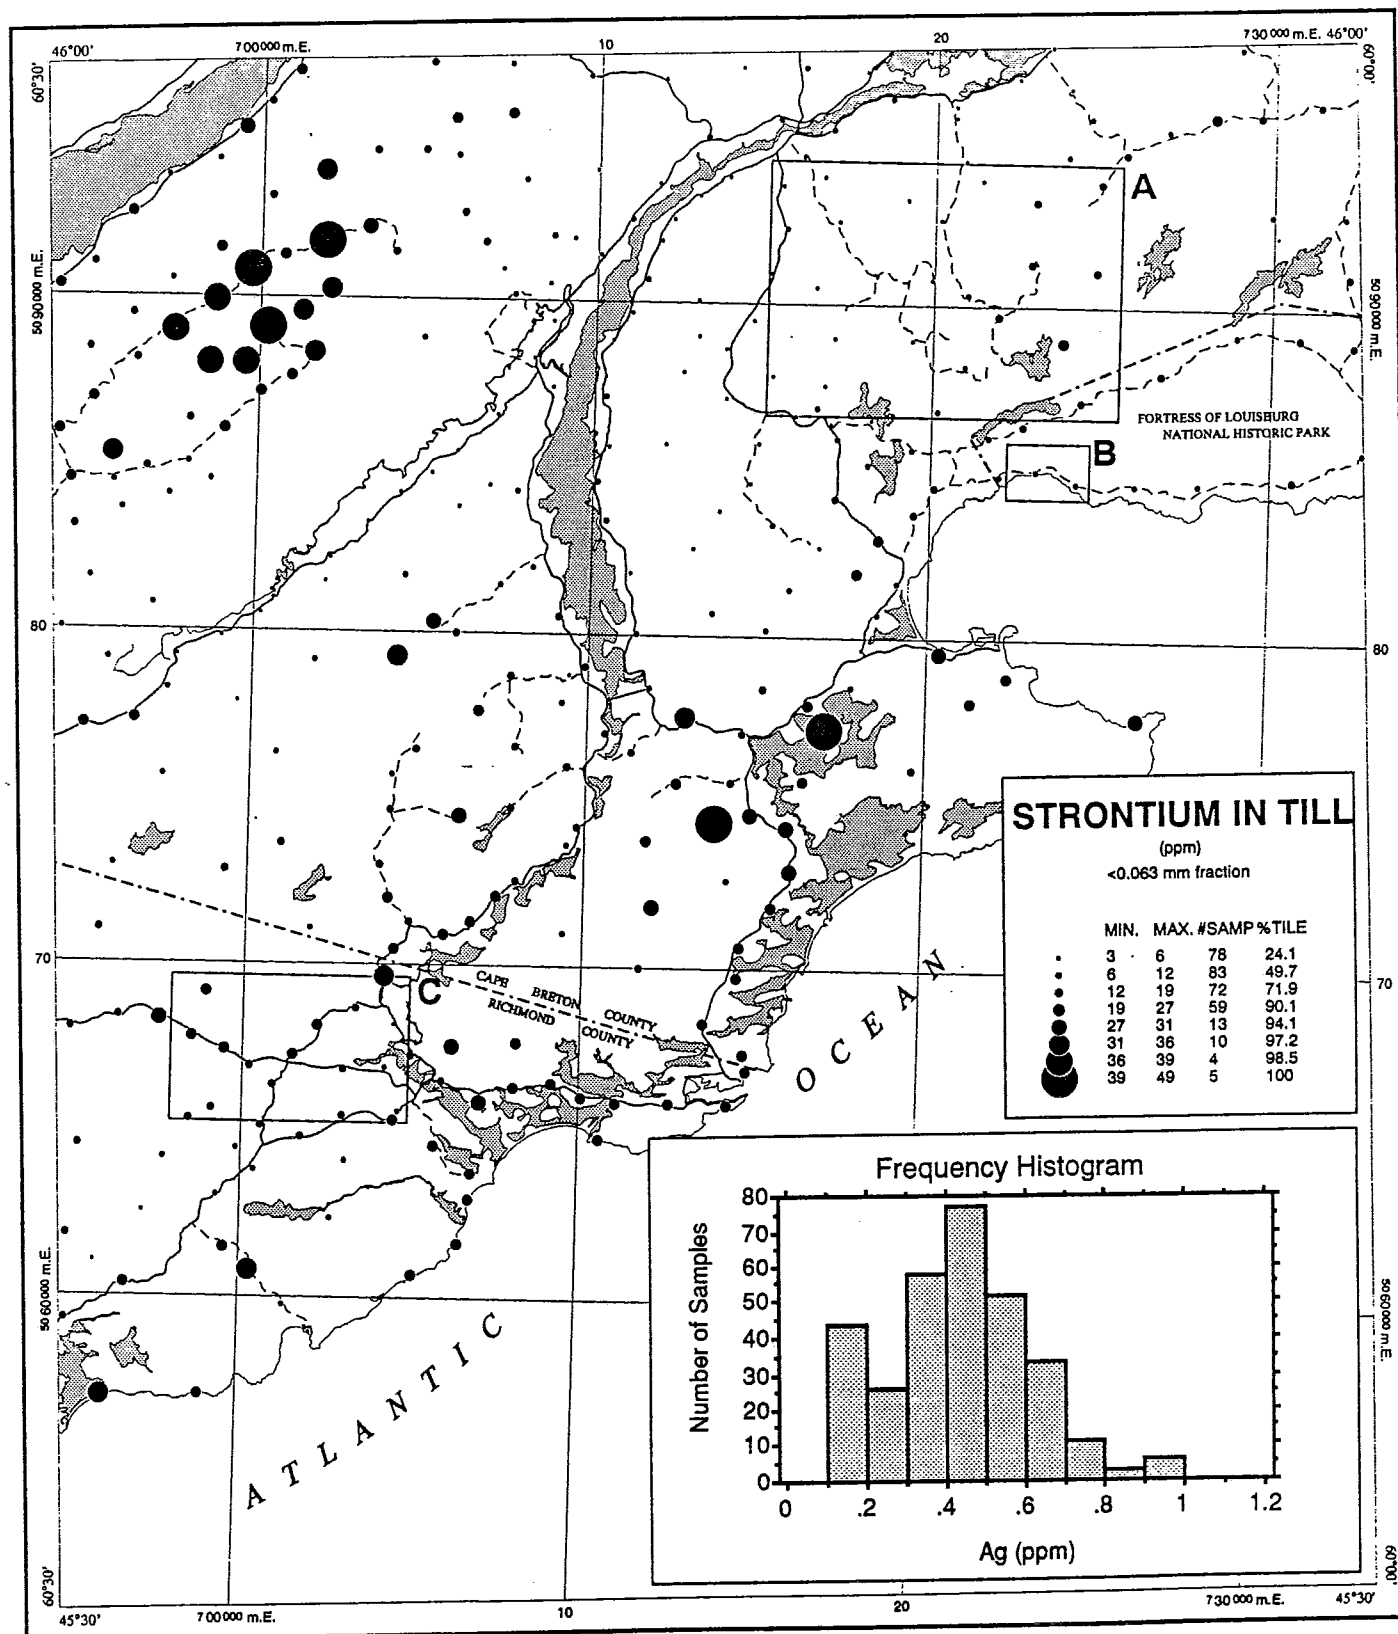 46°00'
700000 m.E.
10
20
730000 m.E. 46°00'
60°30'
60°00'
A
5090000 m.E.
5090000 m.E.
FORTRESS OF LOUISBURG
NATIONAL HISTORIC PARK
B
80
80
STRONTIUM IN TILL
(ppm)
<0.063 mm fraction
MIN. MAX. #SAMP %TILE
3 6 78 24.1
6 12 83 49.7
12 19 72 71.9
19 27 59 90.1
27 31 13 94.1
31 36 10 97.2
36 39 4 98.5
39 49 5 100
70
70
C
CAPE BRETON COUNTY
RICHMOND COUNTY
ATLANTIC OCEAN
5060000 m.E.
5060000 m.E.
Frequency Histogram
Number of Samples
80
70
60
50
40
30
20
10
0
0 .2 .4 .6 .8 1 1.2
Ag (ppm)
60°30'
60°00'
45°30'
700000 m.E.
10
20
730000 m.E.
45°30'